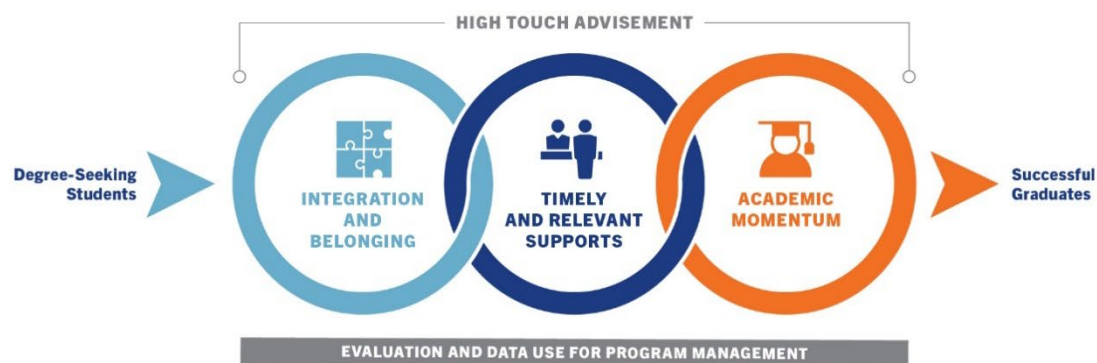 HIGH TOUCH ADVISEMENT
Degree-Seeking
Students
INTEGRATION
AND
BELONGING
TIMELY
AND RELEVANT
SUPPORTS
ACADEMIC
MOMENTUM
Successful
Graduates
EVALUATION AND DATA USE FOR PROGRAM MANAGEMENT